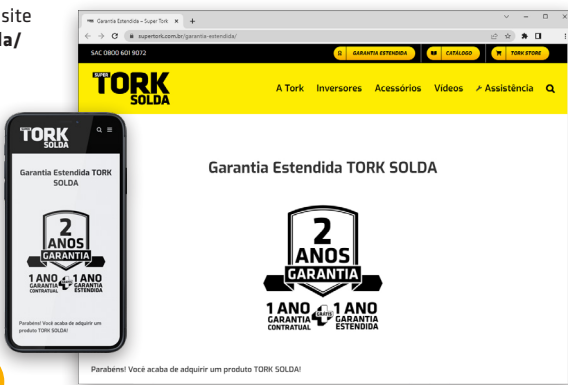 site
da/
Garantia Estendida – Super Tork
supertork.com.br/garantia-estendida/
SAC 0800 601 9072
GARANTIA ESTENDIDA
CATÁLOGO
TORK STORE
SUPER
TORK
SOLDA
A Tork Inversores Acessórios Vídeos Assistência
Garantia Estendida TORK SOLDA
2
ANOS
GARANTIA
1 ANO
GARANTIA
CONTRATUAL
GRÁTIS
1 ANO
GARANTIA
ESTENDIDA
Parabéns! Você acaba de adquirir um produto TORK SOLDA!
TORK
SOLDA
Garantia Estendida TORK
SOLDA
2
ANOS
GARANTIA
1 ANO
GARANTIA
CONTRATUAL
1 ANO
GARANTIA
ESTENDIDA
Parabéns! Você acaba de adquirir um
produto TORK SOLDA!